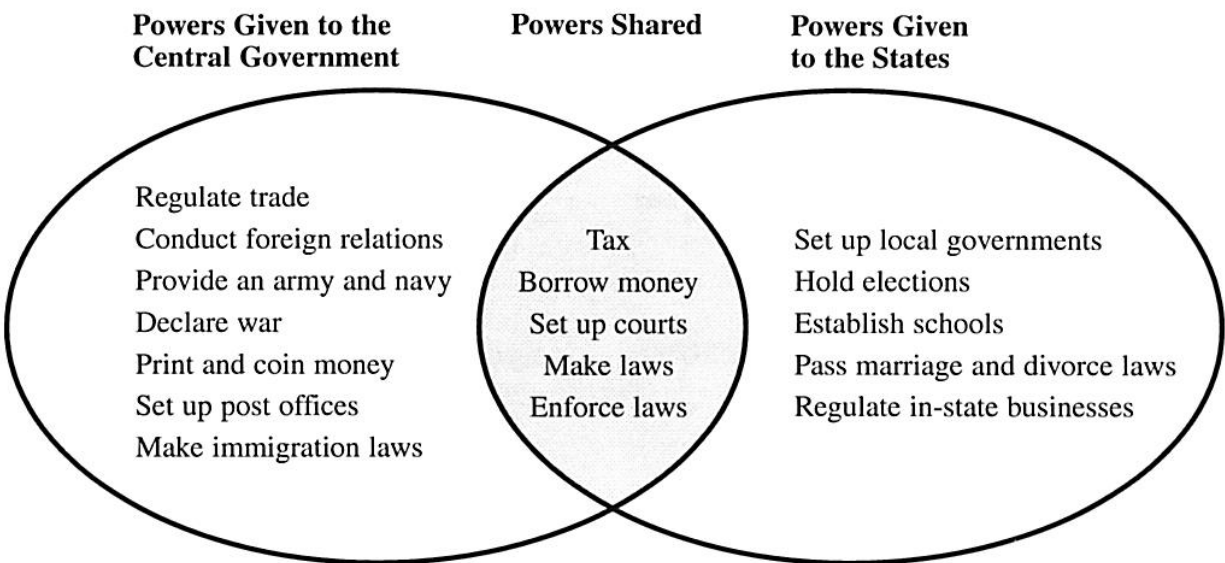 Powers Given to the
Central Government
Powers Shared
Powers Given
to the States
Regulate trade
Conduct foreign relations
Provide an army and navy
Declare war
Print and coin money
Set up post offices
Make immigration laws
Tax
Borrow money
Set up courts
Make laws
Enforce laws
Set up local governments
Hold elections
Establish schools
Pass marriage and divorce laws
Regulate in-state businesses